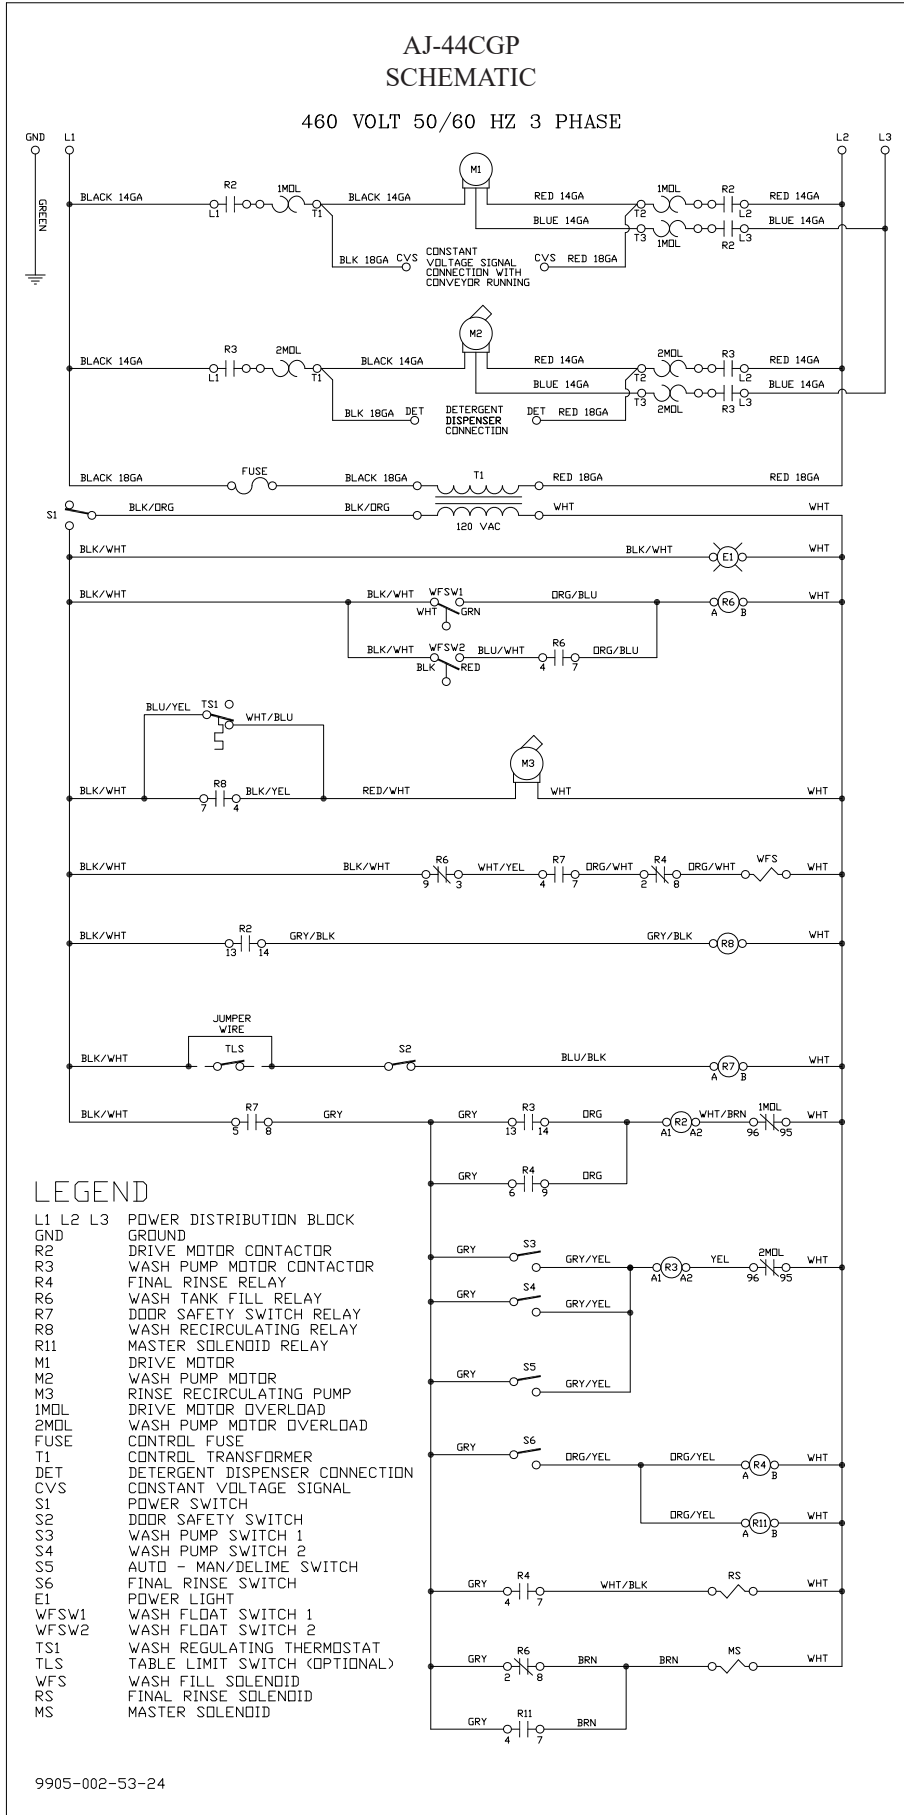 AJ-44CGP
SCHEMATIC
460 VOLT 50/60 HZ 3 PHASE
GND L1 L2 L3
GREEN
BLACK 14GA R2 1MOL BLACK 14GA M1 RED 14GA 1MOL R2 RED 14GA
L1 T1 T2 L2
BLUE 14GA BLUE 14GA
T3 1MOL R2 L3
BLK 18GA CVS CONSTANT CVS RED 18GA
VOLTAGE SIGNAL
CONNECTION WITH
CONVEYOR RUNNING
BLACK 14GA R3 2MOL BLACK 14GA M2 RED 14GA 2MOL R3 RED 14GA
L1 T1 T2 L2
BLUE 14GA BLUE 14GA
T3 2MOL R3 L3
BLK 18GA DET DETERGENT DET RED 18GA
DISPENSER
CONNECTION
BLACK 18GA FUSE BLACK 18GA T1 RED 18GA RED 18GA
S1 BLK/ORG BLK/ORG WHT WHT
120 VAC
BLK/WHT BLK/WHT E1 WHT
BLK/WHT BLK/WHT WFSW1 ORG/BLU R6 WHT
WHT GRN A B
BLK/WHT WFSW2 BLU/WHT R6 ORG/BLU
BLK RED 4 7
BLU/YEL TS1 WHT/BLU
M3
BLK/WHT R8 BLK/YEL RED/WHT WHT WHT
7 4
BLK/WHT BLK/WHT R6 WHT/YEL R7 ORG/WHT R4 ORG/WHT WFS WHT
9 3 4 7 2 8
BLK/WHT R2 GRY/BLK GRY/BLK R8 WHT
13 14
JUMPER
WIRE
BLK/WHT TLS S2 BLU/BLK R7 WHT
A B
BLK/WHT R7 GRY GRY R3 ORG R2 WHT/BRN 1MOL WHT
5 8 13 14 A1 A2 96 95
GRY R4 ORG
6 9
GRY S3 GRY/YEL R3 YEL 2MOL WHT
A1 A2 96 95
GRY S4 GRY/YEL
GRY S5 GRY/YEL
GRY S6 ORG/YEL ORG/YEL R4 WHT
A B
ORG/YEL R11 WHT
A B
GRY R4 WHT/BLK RS WHT
4 7
GRY R6 BRN BRN MS WHT
2 8
GRY R11 BRN
4 7
LEGEND
L1 L2 L3 POWER DISTRIBUTION BLOCK
GND GROUND
R2 DRIVE MOTOR CONTACTOR
R3 WASH PUMP MOTOR CONTACTOR
R4 FINAL RINSE RELAY
R6 WASH TANK FILL RELAY
R7 DOOR SAFETY SWITCH RELAY
R8 WASH RECIRCULATING RELAY
R11 MASTER SOLENOID RELAY
M1 DRIVE MOTOR
M2 WASH PUMP MOTOR
M3 RINSE RECIRCULATING PUMP
1MOL DRIVE MOTOR OVERLOAD
2MOL WASH PUMP MOTOR OVERLOAD
FUSE CONTROL FUSE
T1 CONTROL TRANSFORMER
DET DETERGENT DISPENSER CONNECTION
CVS CONSTANT VOLTAGE SIGNAL
S1 POWER SWITCH
S2 DOOR SAFETY SWITCH
S3 WASH PUMP SWITCH 1
S4 WASH PUMP SWITCH 2
S5 AUTO - MAN/DELIME SWITCH
S6 FINAL RINSE SWITCH
E1 POWER LIGHT
WFSW1 WASH FLOAT SWITCH 1
WFSW2 WASH FLOAT SWITCH 2
TS1 WASH REGULATING THERMOSTAT
TLS TABLE LIMIT SWITCH (OPTIONAL)
WFS WASH FILL SOLENOID
RS FINAL RINSE SOLENOID
MS MASTER SOLENOID
9905-002-53-24